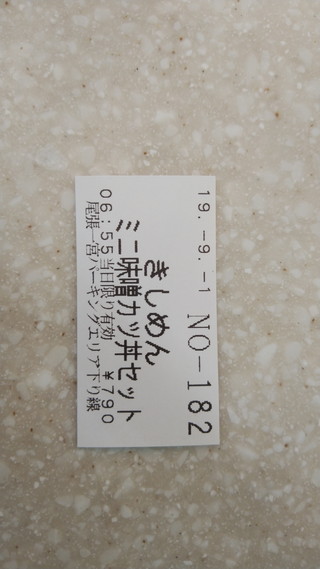 19.-9.-1 NO-182
きしめん
ミニ味噌カツ丼セット
¥790
06:55当日限り有効
尾張一宮パーキングエリア下り線